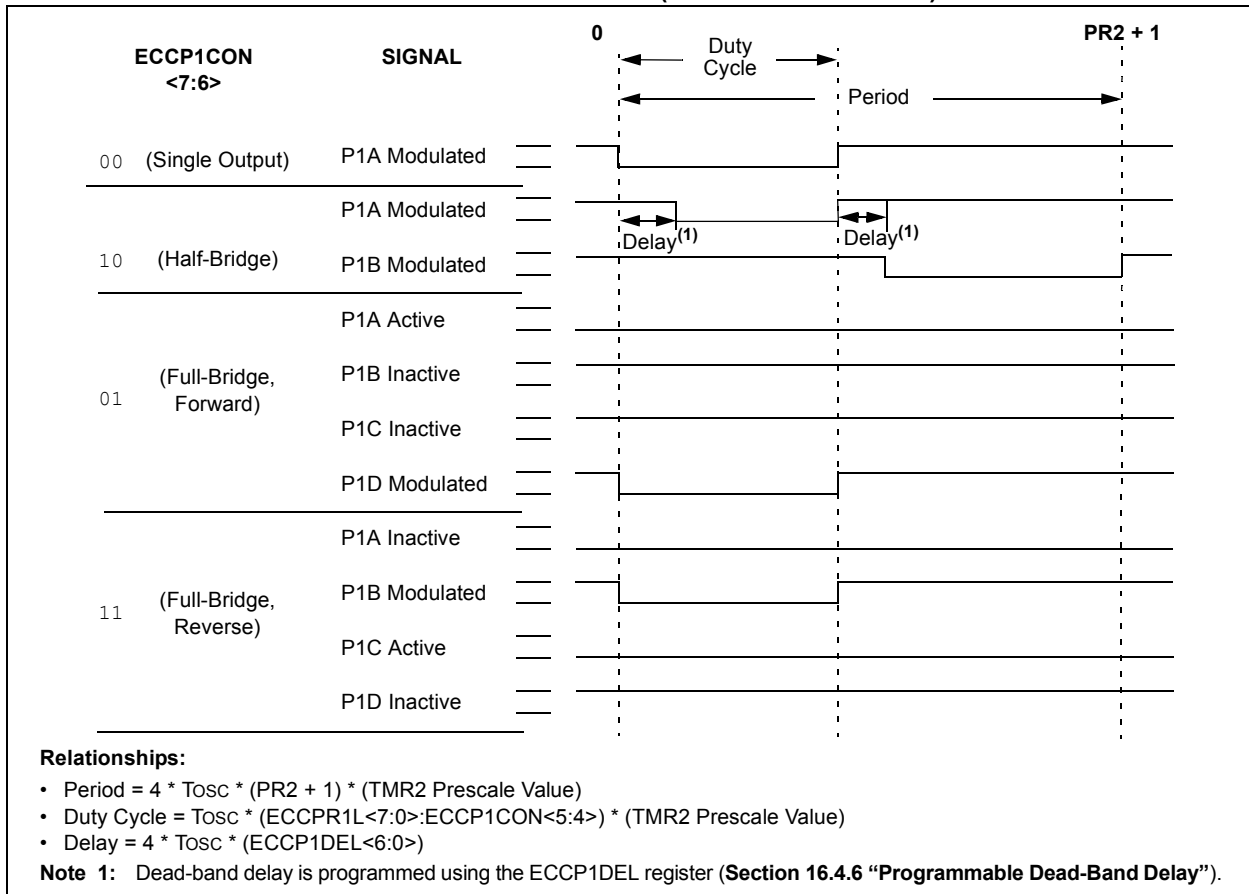 0
PR2 + 1
ECCP1CON
<7:6>
SIGNAL
Duty
Cycle
Period
00 (Single Output) P1A Modulated
P1A Modulated
Delay(1)
Delay(1)
10 (Half-Bridge) P1B Modulated
P1A Active
P1B Inactive
01 (Full-Bridge,
Forward)
P1C Inactive
P1D Modulated
P1A Inactive
P1B Modulated
11 (Full-Bridge,
Reverse)
P1C Active
P1D Inactive
Relationships:
• Period = 4 * TOSC * (PR2 + 1) * (TMR2 Prescale Value)
• Duty Cycle = TOSC * (ECCPR1L<7:0>:ECCP1CON<5:4>) * (TMR2 Prescale Value)
• Delay = 4 * TOSC * (ECCP1DEL<6:0>)
Note 1: Dead-band delay is programmed using the ECCP1DEL register (Section 16.4.6 “Programmable Dead-Band Delay”).